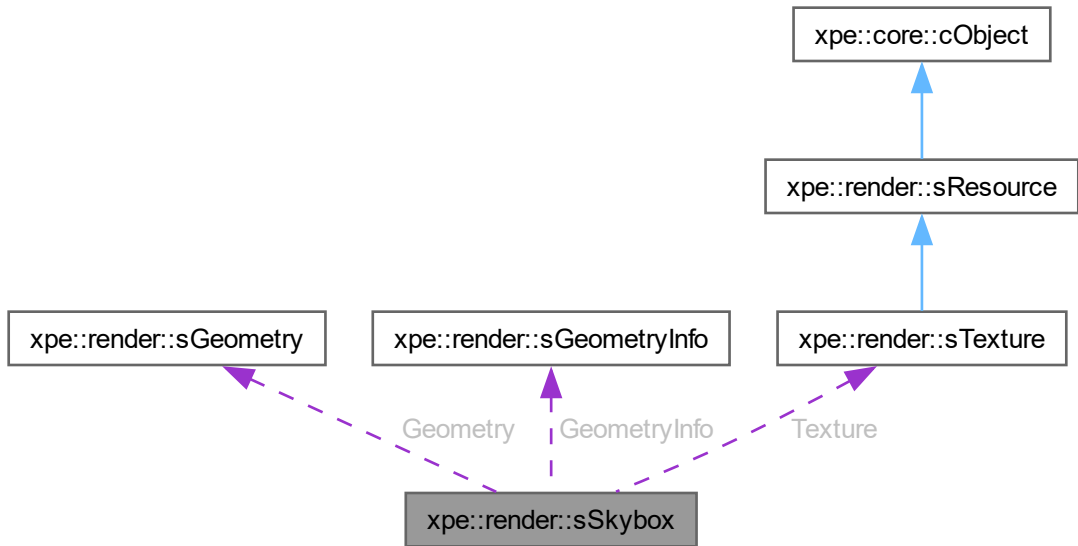 xpe::core::cObject
xpe::render::sResource
xpe::render::sGeometry
xpe::render::sGeometryInfo
xpe::render::sTexture
Geometry
GeometryInfo
Texture
xpe::render::sSkybox